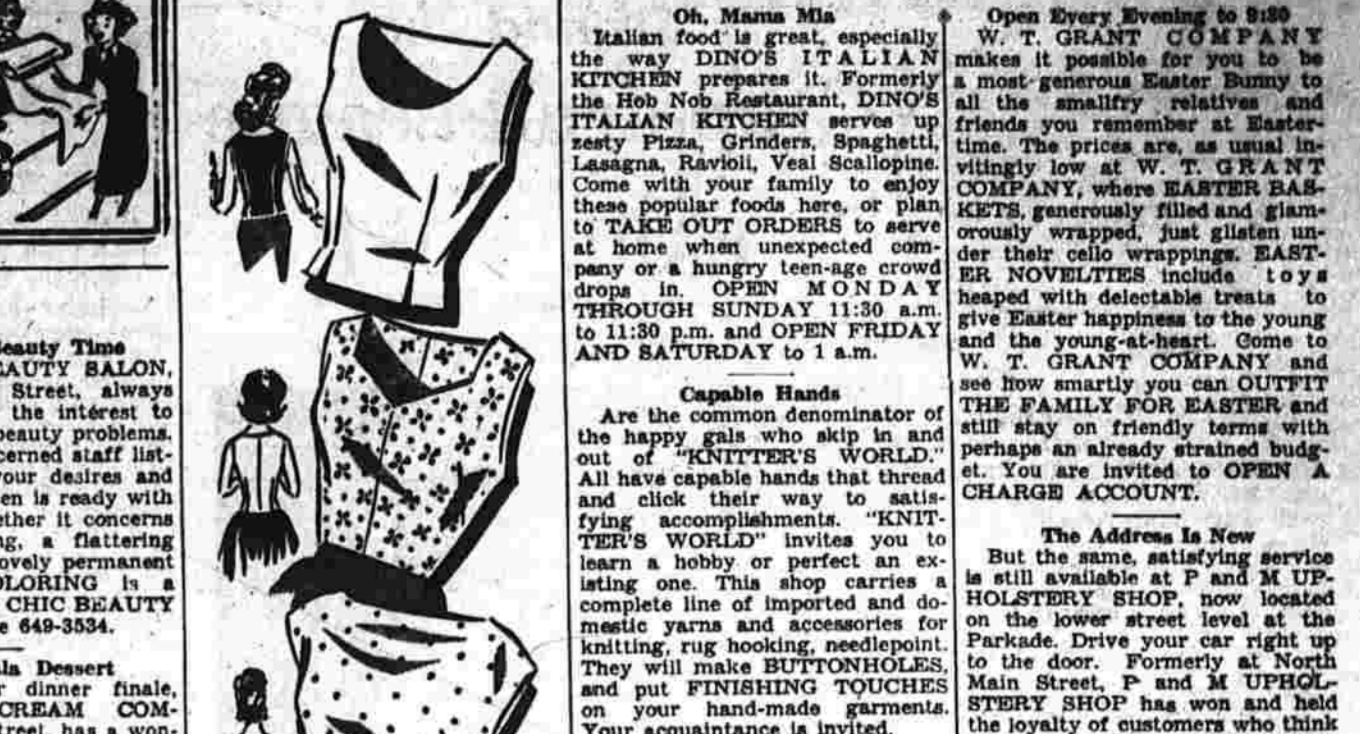 Beauty Time
BEAUTY SALON,
Street, always
the interest to
beauty problems.
cerned staff list-
your desires and
en is ready with
ether it concerns
ng, a flattering
lovely permanent
OLORING is a
CHIC BEAUTY
e 649-3534.
la Dessert
r dinner finale,
CREAM COM-
treet, has a won-
Oh, Mama Mia
Italian food is great, especially
the way DINO'S ITALIAN
KITCHEN prepares it. Formerly
the Hob Nob Restaurant, DINO'S
ITALIAN KITCHEN serves up
zesty Pizza, Grinders, Spaghetti,
Lasagna, Ravioli, Veal Scallopine.
Come with your family to enjoy
these popular foods here, or plan
to TAKE OUT ORDERS to serve
at home when unexpected com-
pany or a hungry teen-age crowd
drops in. OPEN MONDAY
THROUGH SUNDAY 11:30 a.m.
to 11:30 p.m. and OPEN FRIDAY
AND SATURDAY to 1 a.m.
Capable Hands
Are the common denominator of
the happy gals who skip in and
out of "KNITTER'S WORLD."
All have capable hands that thread
and click their way to satis-
fying accomplishments. "KNIT-
TER'S WORLD" invites you to
learn a hobby or perfect an ex-
isting one. This shop carries a
complete line of imported and do-
mestic yarns and accessories for
knitting, rug hooking, needlepoint.
They will make BUTTONHOLES,
and put FINISHING TOUCHES
on your hand-made garments.
Your acquaintance is invited.
Open Every Evening to 9:30
W. T. GRANT COMPANY
makes it possible for you to be
a most generous Easter Bunny to
all the smallfry relatives and
friends you remember at Easter-
time. The prices are, as usual in-
vitingly low at W. T. GRANT
COMPANY, where EASTER BAS-
KETS, generously filled and glam-
orously wrapped, just glisten un-
der their cello wrappings. EAST-
ER NOVELTIES include toys
heaped with delectable treats to
give Easter happiness to the young
and the young-at-heart. Come to
W. T. GRANT COMPANY and
see how smartly you can OUTFIT
THE FAMILY FOR EASTER and
still stay on friendly terms with
perhaps an already strained budg-
et. You are invited to OPEN A
CHARGE ACCOUNT.
The Address Is New
But the same, satisfying service
is still available at P and M UP-
HOLSTERY SHOP, now located
on the lower street level at the
Parkade. Drive your car right up
to the door. Formerly at North
Main Street, P and M UPHOL-
STERY SHOP has won and held
the loyalty of customers who think